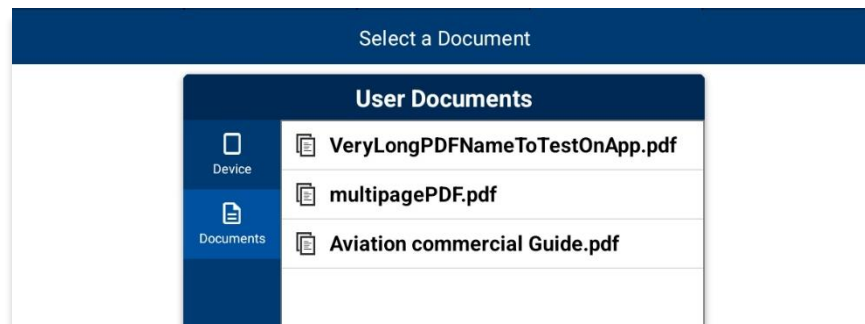 Select a Document
User Documents
Device
VeryLongPDFNameToTestOnApp.pdf
multipagePDF.pdf
Documents
Aviation commercial Guide.pdf